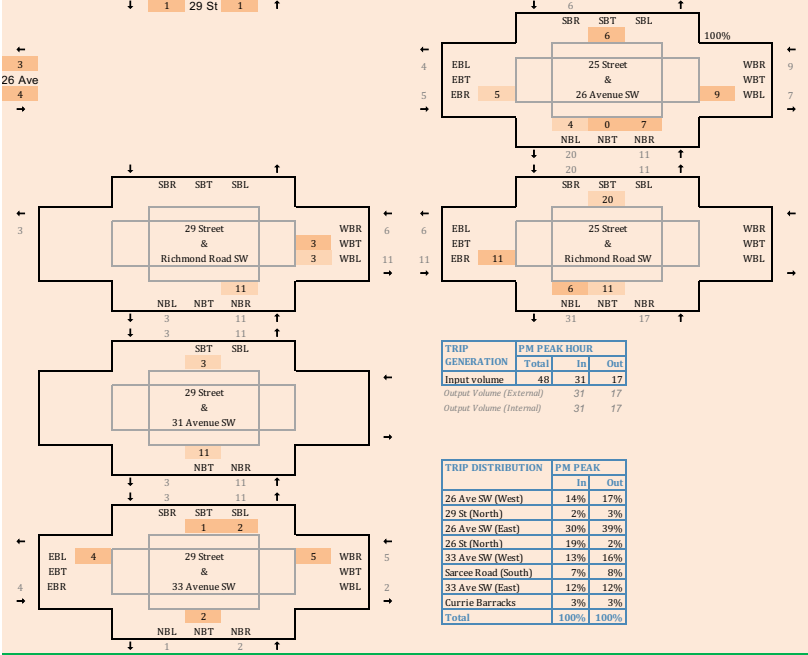 1 29 St 1
3
26 Ave
4
6
SBR SBT SBL
6
100%
4 EBL 25 Street WBR 9
EBT & WBT
5 EBR 5 26 Avenue SW 9 WBL 7
4 0 7
NBL NBT NBR
20 11
20 11
SBR SBT SBL
SBR SBT SBL
20
3 29 Street WBR 6
& 3 WBT
Richmond Road SW 3 WBL 11
11
NBL NBT NBR
3 11
6 EBL 25 Street WBR
EBT & WBT
11 EBR 11 Richmond Road SW WBL
6 11
NBL NBT NBR
31 17
3 11
SBT SBL
3
29 Street
&
31 Avenue SW
11
NBT NBR
3 11
TRIP GENERATION PM PEAK HOUR
Total In Out
Input volume 48 31 17
Output Volume (External) 31 17
Output Volume (Internal) 31 17
3 11
SBR SBT SBL
1 2
EBL 4 29 Street 5 WBR 5
EBT & WBT
4 EBR 33 Avenue SW WBL 2
2
NBL NBT NBR
1 2
TRIP DISTRIBUTION PM PEAK
In Out
26 Ave SW (West) 14% 17%
29 St (North) 2% 3%
26 Ave SW (East) 30% 39%
26 St (North) 19% 2%
33 Ave SW (West) 13% 16%
Sarcee Road (South) 7% 8%
33 Ave SW (East) 12% 12%
Currie Barracks 3% 3%
Total 100% 100%